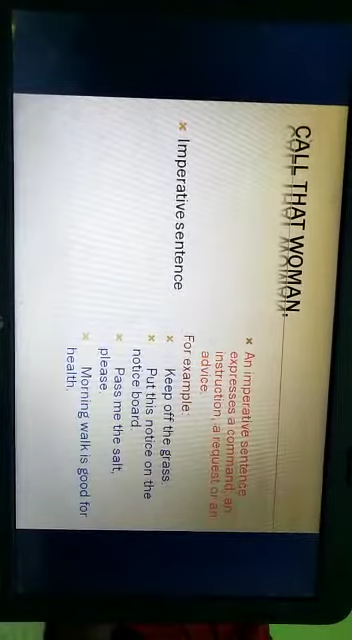 CALL THAT WOMAN.
Imperative sentence
An imperative sentence
expresses a command, an
instruction, a request or an
advice.
For example:
Keep off the grass.
Put this notice on the
notice board.
Pass me the salt,
please.
Morning walk is good for
health.